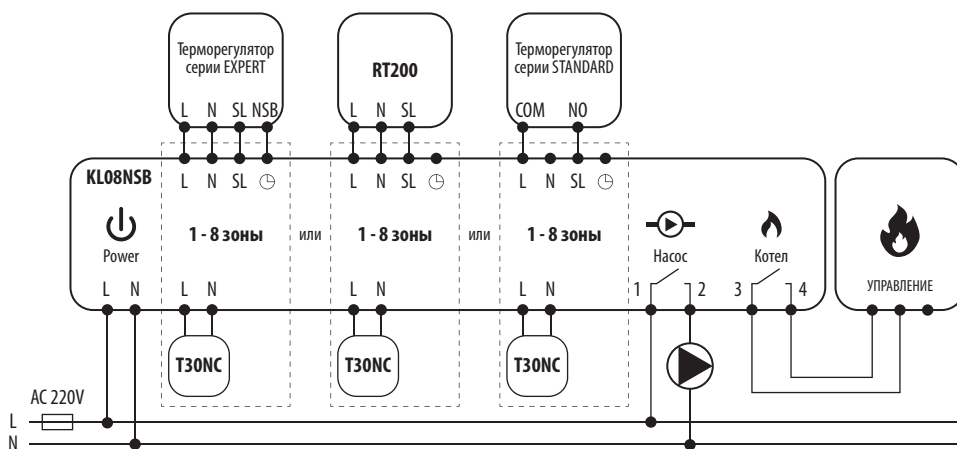 Терморегулятор
серии EXPERT
L N SL NSB
RT200
L N SL
Терморегулятор
серии STANDARD
COM NO
KL08NSB
L N SL
L N SL
L N SL
Power
1 - 8 зоны
или
1 - 8 зоны
или
1 - 8 зоны
Насос
Котел
УПРАВЛЕНИЕ
L N
L N
L N
L N
1 2
3 4
T30NC
T30NC
T30NC
AC 220V
L
N